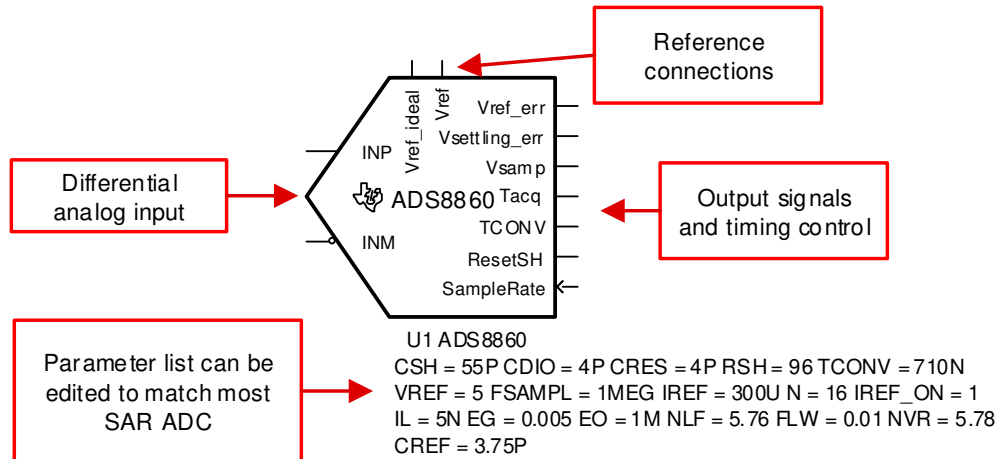 Reference
connections
Vref_ideal
Vref
Vref_err
Vsettling_err
Vsamp
Tacq
TCONV
ResetSH
SampleRate
INP
ADS8860
INM
Differential
analog input
Output signals
and timing control
U1 ADS8860
CSH = 55P CDIO = 4P CRES = 4P RSH = 96 TCONV = 710N
VREF = 5 FSAMPL = 1MEG IREF = 300U N = 16 IREF_ON = 1
IL = 5N EG = 0.005 EO = 1M NLF = 5.76 FLW = 0.01 NVR = 5.78
CREF = 3.75P
Parameter list can be
edited to match most
SAR ADC